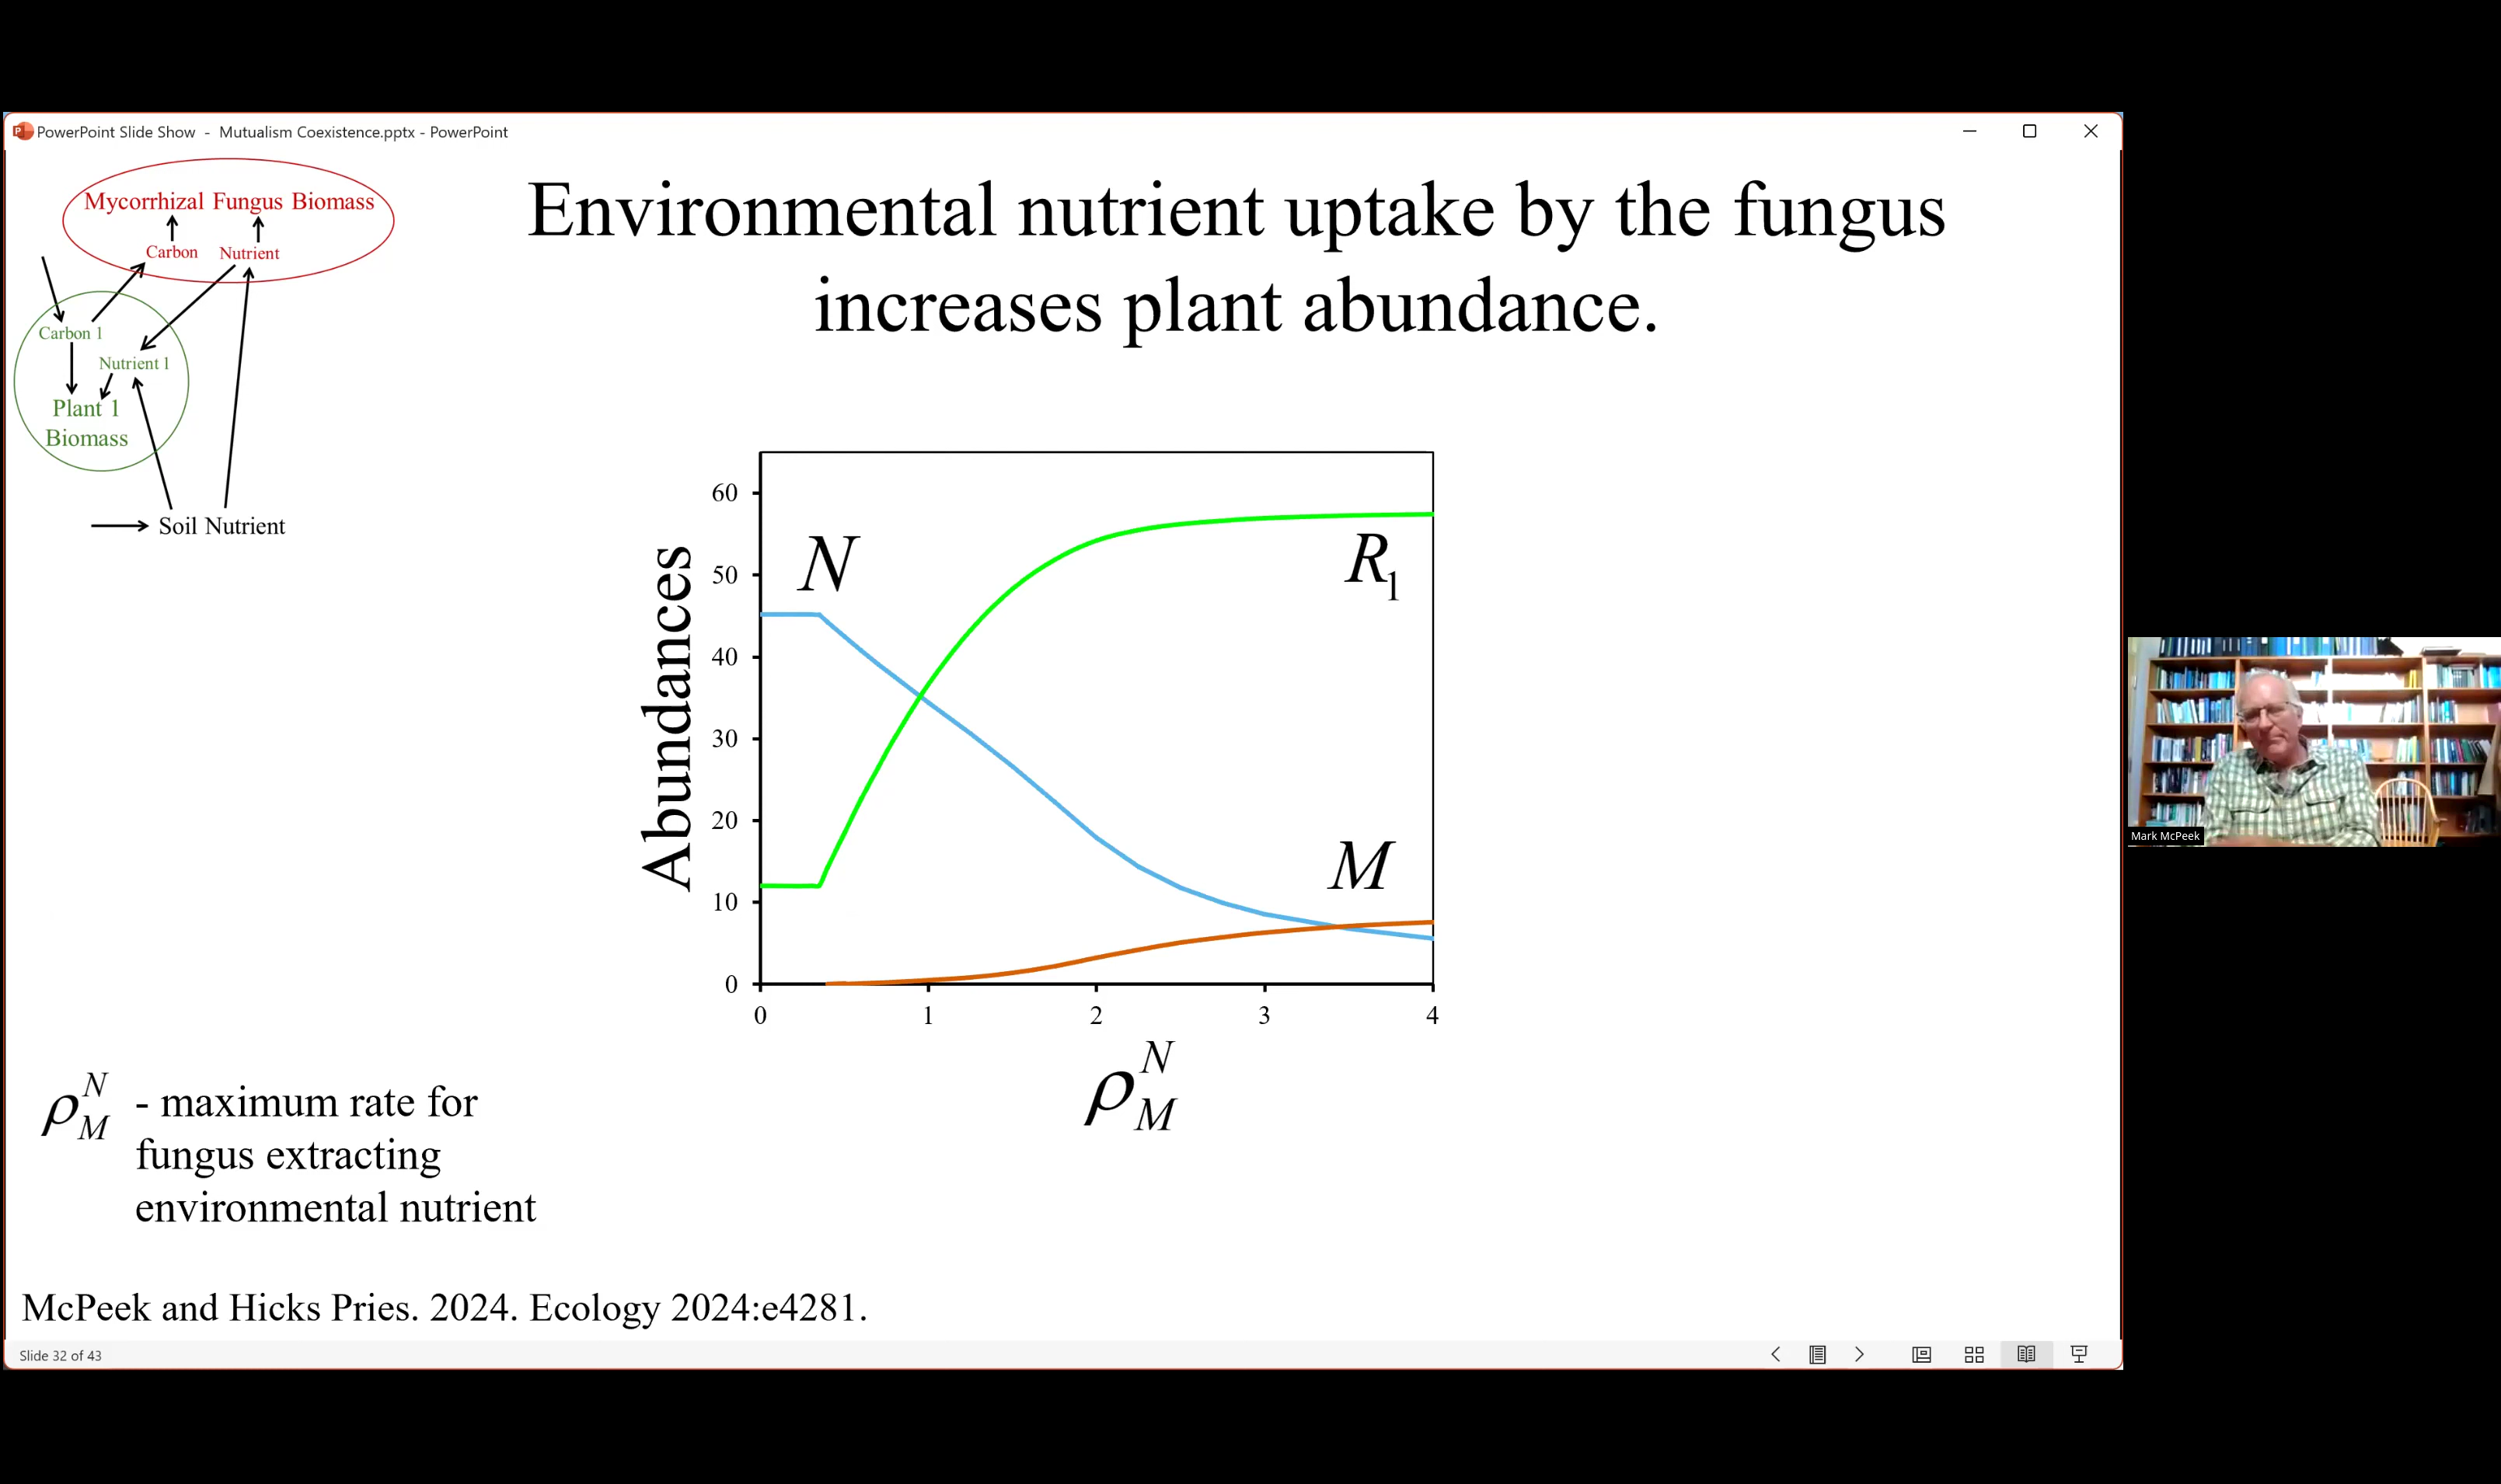 PowerPoint Slide Show - Mutualism Coexistence.pptx - PowerPoint
Environmental nutrient uptake by the fungus
increases plant abundance.
Mycorrhizal Fungus Biomass
Carbon Nutrient
Carbon 1
Nutrient 1
Plant 1
Biomass
Soil Nutrient
Abundances
60
50
40
30
20
10
0
N
R₁
M
0 1 2 3 4
ρ_M^N
ρ_M^N - maximum rate for
fungus extracting
environmental nutrient
McPeek and Hicks Pries. 2024. Ecology 2024:e4281.
Slide 32 of 43
Mark McPeek